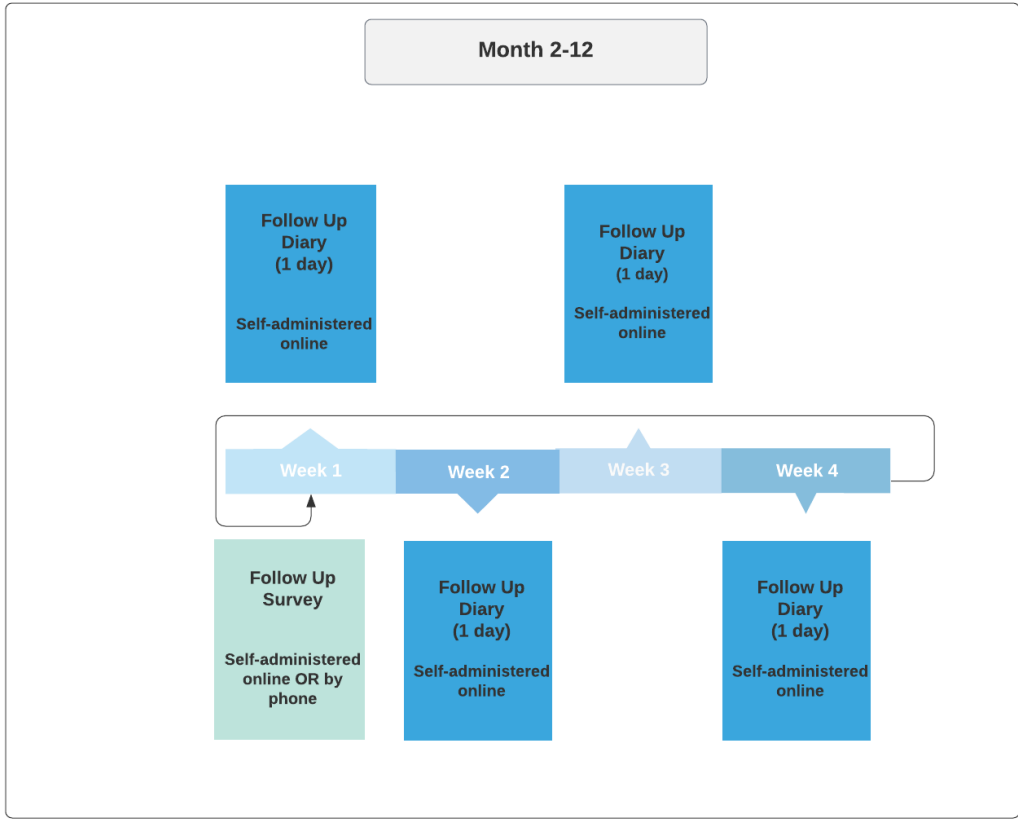 Month 2-12
Follow Up
Diary
(1 day)
Self-administered
online
Follow Up
Diary
(1 day)
Self-administered
online
Week 1
Week 2
Week 3
Week 4
Follow Up
Survey
Self-administered
online OR by
phone
Follow Up
Diary
(1 day)
Self-administered
online
Follow Up
Diary
(1 day)
Self-administered
online